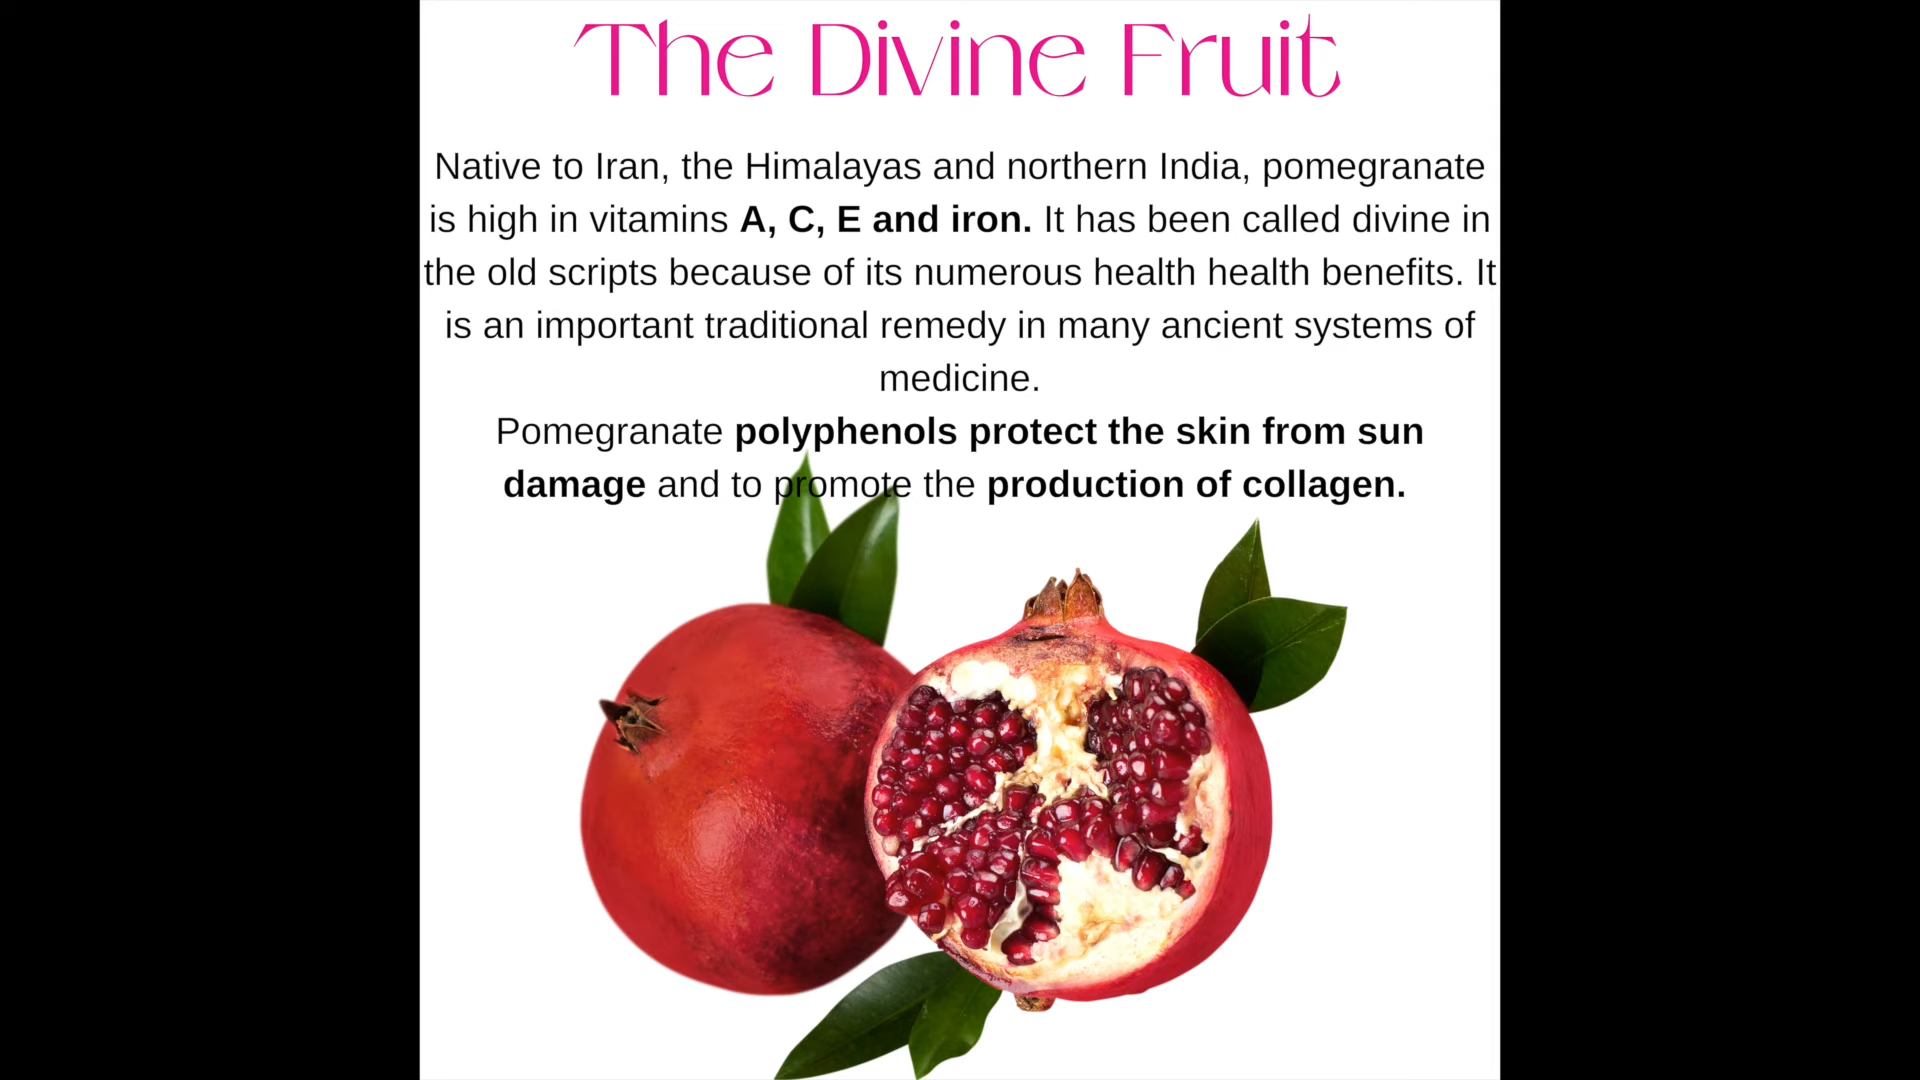 The Divine Fruit
Native to Iran, the Himalayas and northern India, pomegranate
is high in vitamins A, C, E and iron. It has been called divine in
the old scripts because of its numerous health health benefits. It
is an important traditional remedy in many ancient systems of
medicine.
Pomegranate polyphenols protect the skin from sun
damage and to promote the production of collagen.